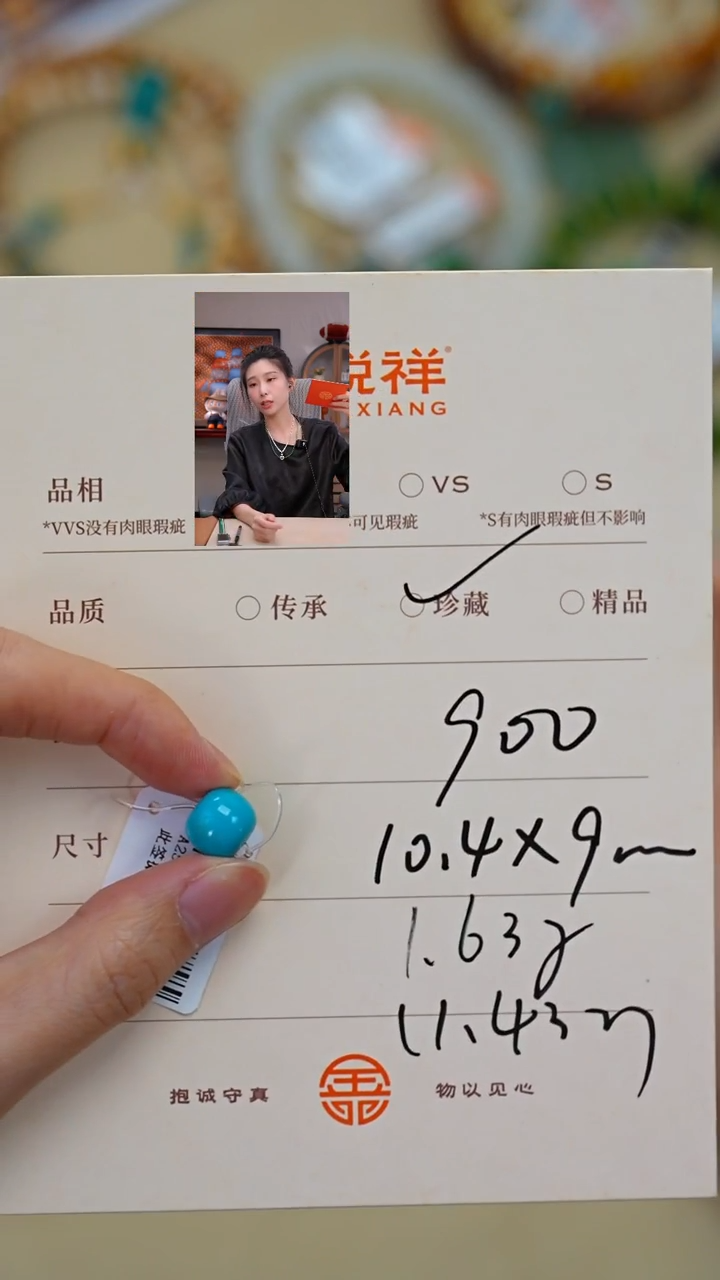 悦祥®
XIANG
品相 ○ VS ○ S
*VVS没有肉眼瑕疵 可见瑕疵 *S有肉眼瑕疵但不影响
品质 ○ 传承 ○ 珍藏 ○ 精品
900
尺寸 10.4×9m
1.63g
11.43
抱诚守真 物以见心